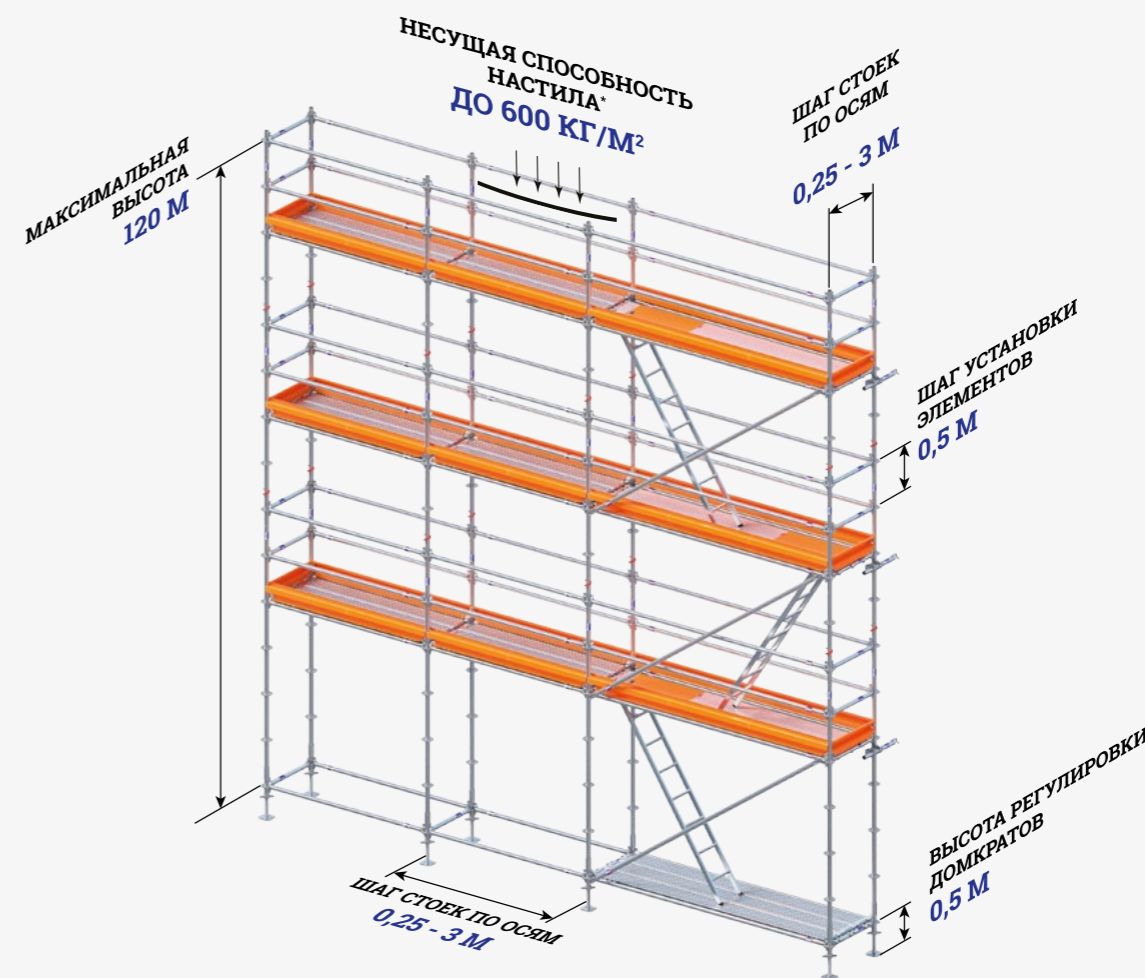 НЕСУЩАЯ СПОСОБНОСТЬ
НАСТИЛА*
ДО 600 КГ/М²
ШАГ СТОЕК
ПО ОСЯМ
0,25 - 3 М
МАКСИМАЛЬНАЯ
ВЫСОТА
120 М
ШАГ УСТАНОВКИ
ЭЛЕМЕНТОВ
0,5 М
ВЫСОТА РЕГУЛИРОВКИ
ДОМКРАТОВ
0,5 М
ШАГ СТОЕК ПО ОСЯМ
0,25 - 3 М